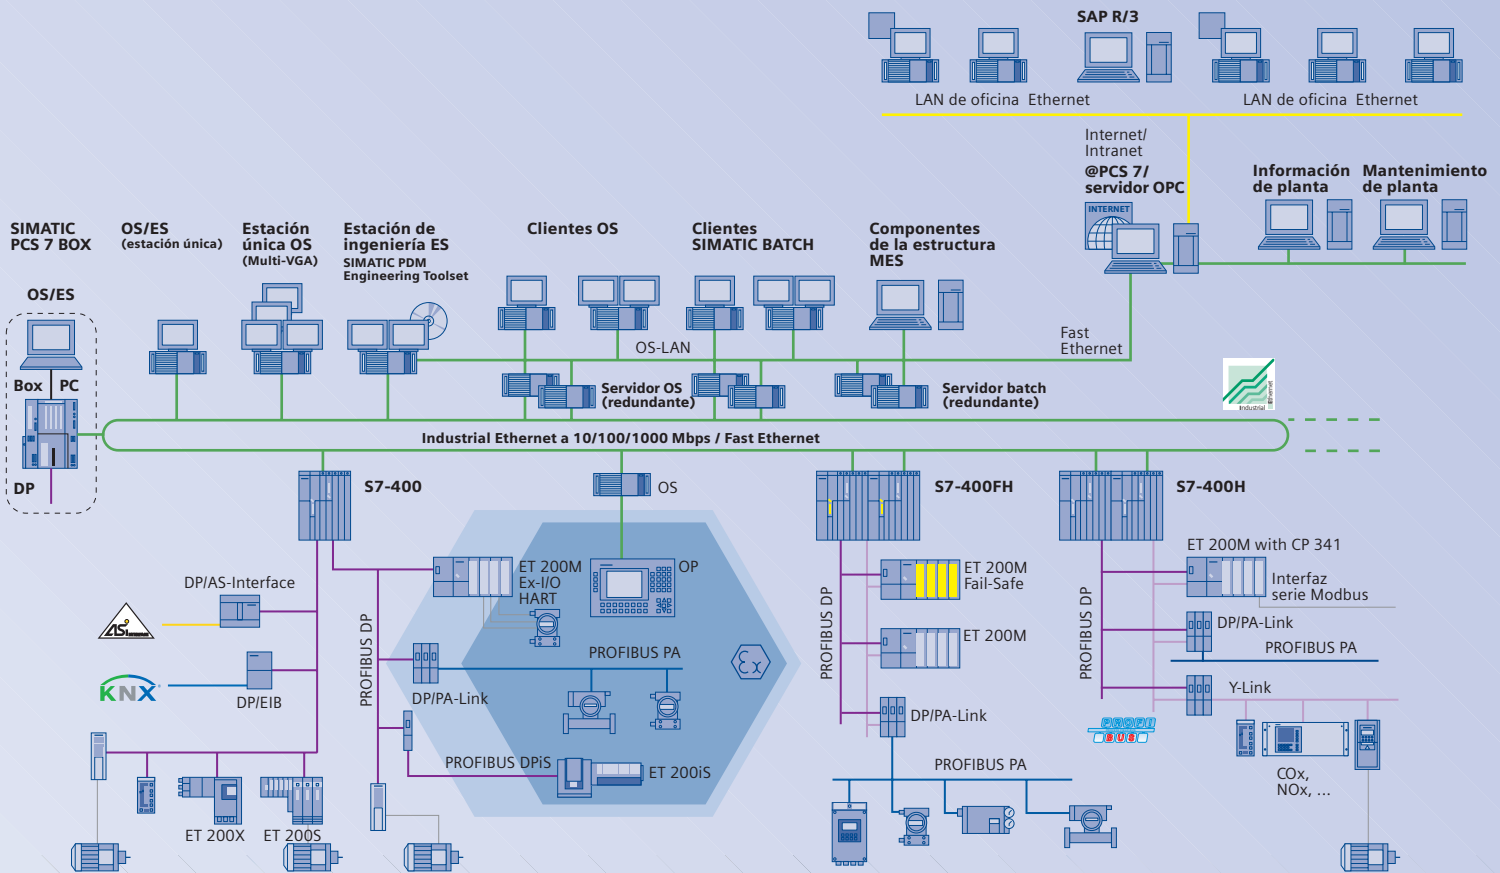 SAP R/3
LAN de oficina Ethernet
LAN de oficina Ethernet
Internet/
Intranet
@PCS 7/
servidor OPC
INTERNET
Información
de planta
Mantenimiento
de planta
SIMATIC
PCS 7 BOX
OS/ES
(estación única)
Estación
única OS
(Multi-VGA)
Estación de
ingeniería ES
SIMATIC PDM
Engineering Toolset
Clientes OS
Clientes
SIMATIC BATCH
Componentes
de la estructura
MES
OS/ES
Box PC
DP
OS-LAN
Fast
Ethernet
Servidor OS
(redundante)
Servidor batch
(redundante)
Industrial
Ethernet
Industrial Ethernet a 10/100/1000 Mbps / Fast Ethernet
S7-400
OS
S7-400FH
S7-400H
DP/AS-Interface
ASi
INTERFACE
KNX
DP/EIB
PROFIBUS DP
ET 200M
Ex-I/O
HART
OP
PROFIBUS PA
DP/PA-Link
εx
PROFIBUS DPiS
ET 200iS
ET 200X
ET 200S
PROFIBUS DP
ET 200M
Fail-Safe
ET 200M
DP/PA-Link
PROFIBUS PA
PROFIBUS DP
ET 200M with CP 341
Interfaz
serie Modbus
DP/PA-Link
PROFIBUS PA
Y-Link
PROFI
BUS
COx,
NOx, ...